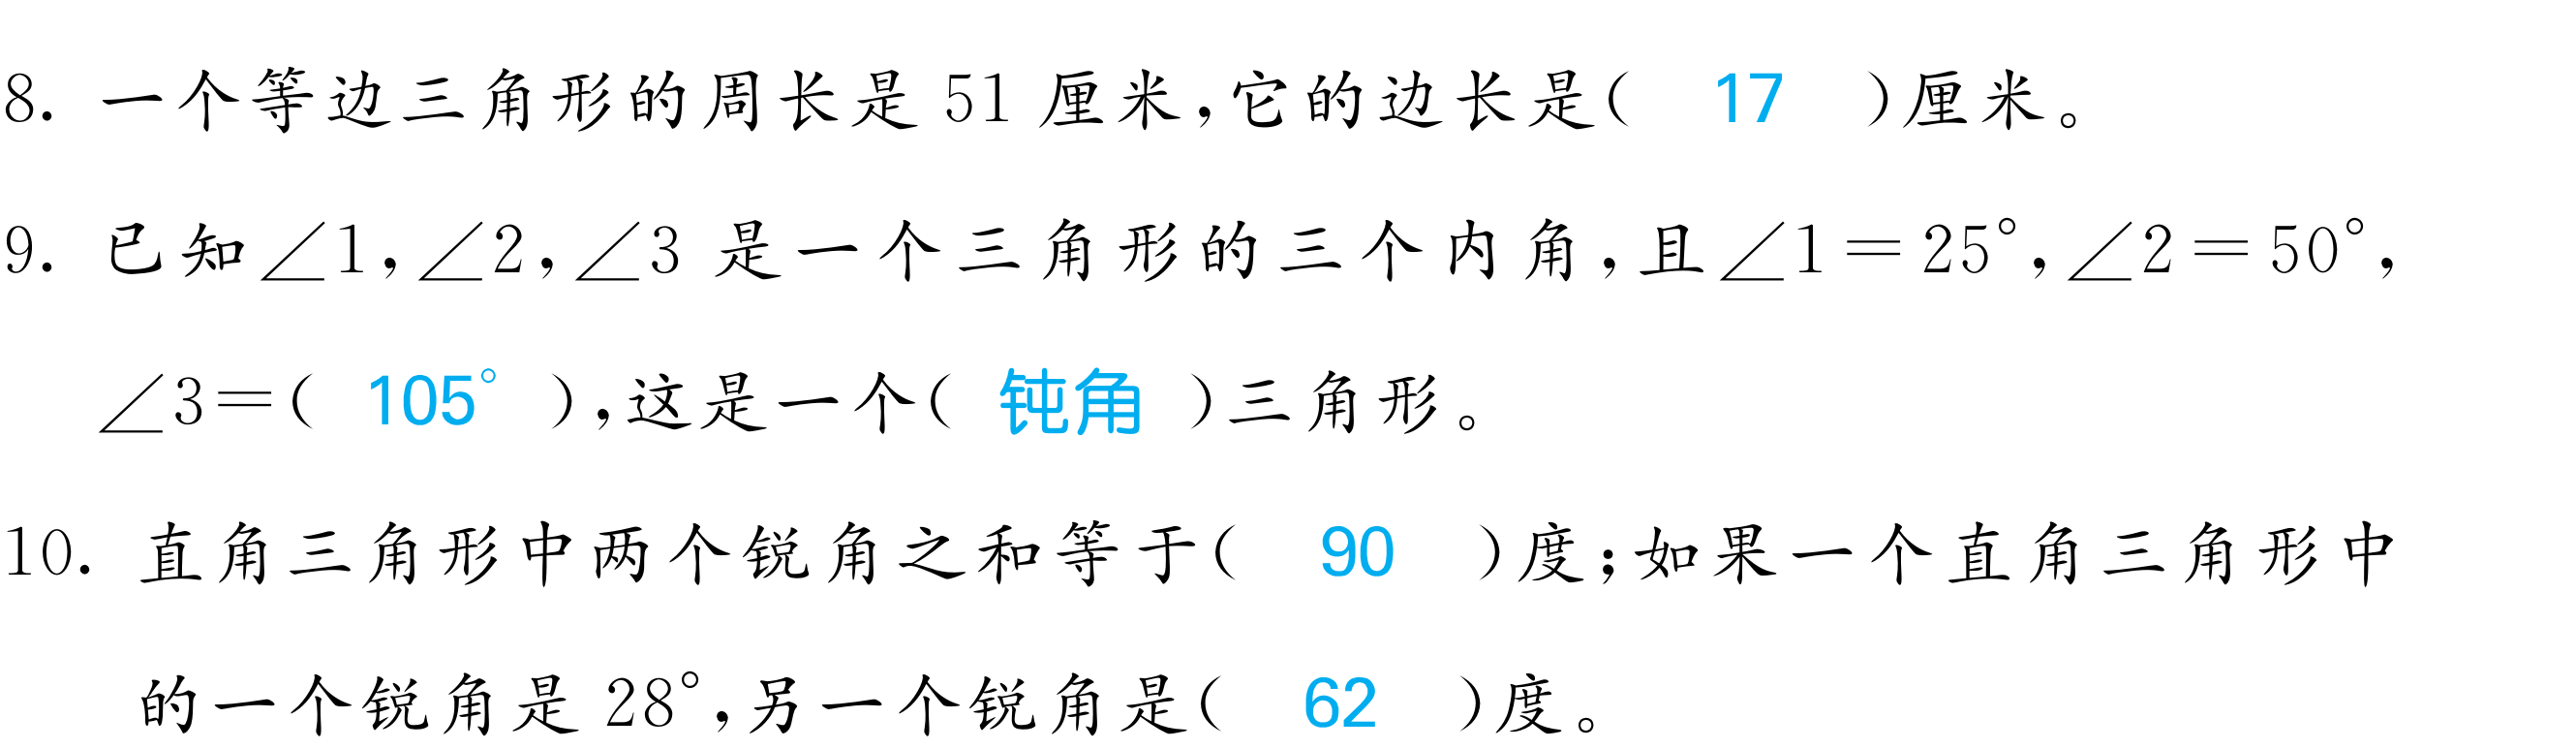 8. 一个等边三角形的周长是 51 厘米,它的边长是( 17 )厘米。
9. 已知∠1,∠2,∠3 是一个三角形的三个内角,且∠1=25°,∠2=50°,
∠3=( 105° ),这是一个( 钝角 )三角形。
10. 直角三角形中两个锐角之和等于( 90 )度;如果一个直角三角形中
的一个锐角是 28°,另一个锐角是( 62 )度。